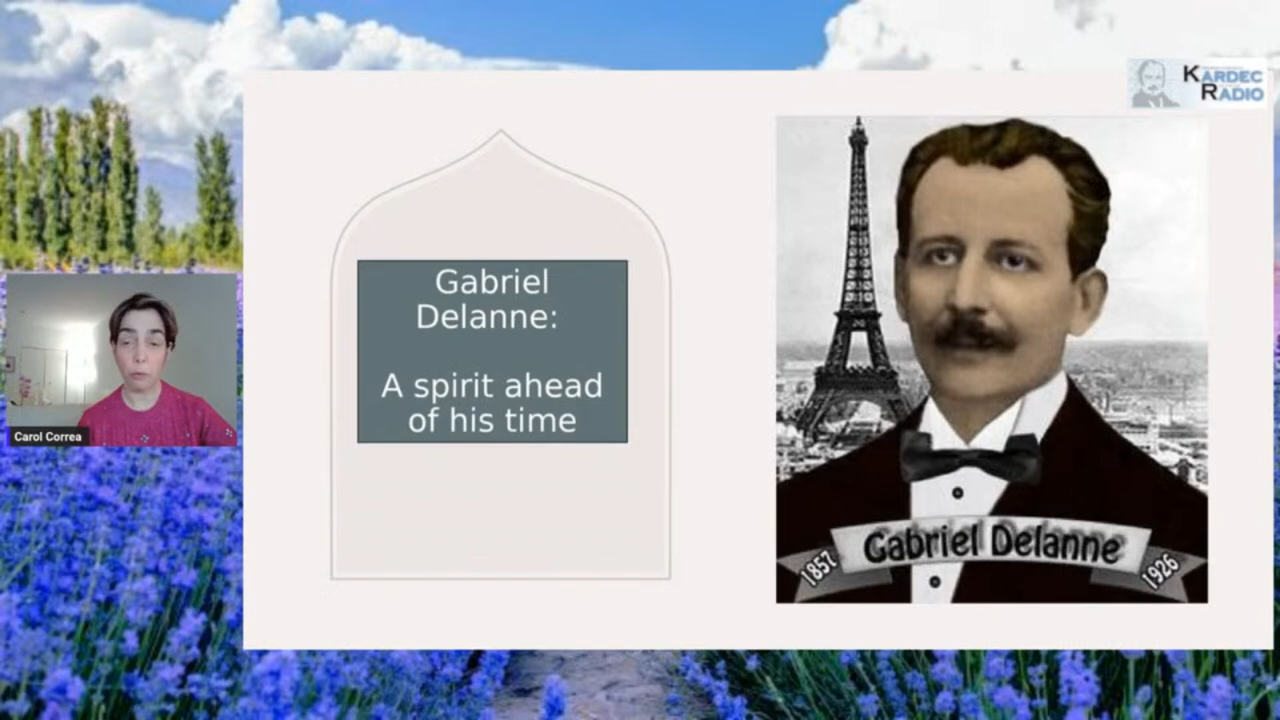 KARDEC
RADIO
Gabriel
Delanne:
A spirit ahead
of his time
Carol Correa
Gabriel Delanne
1857
1926